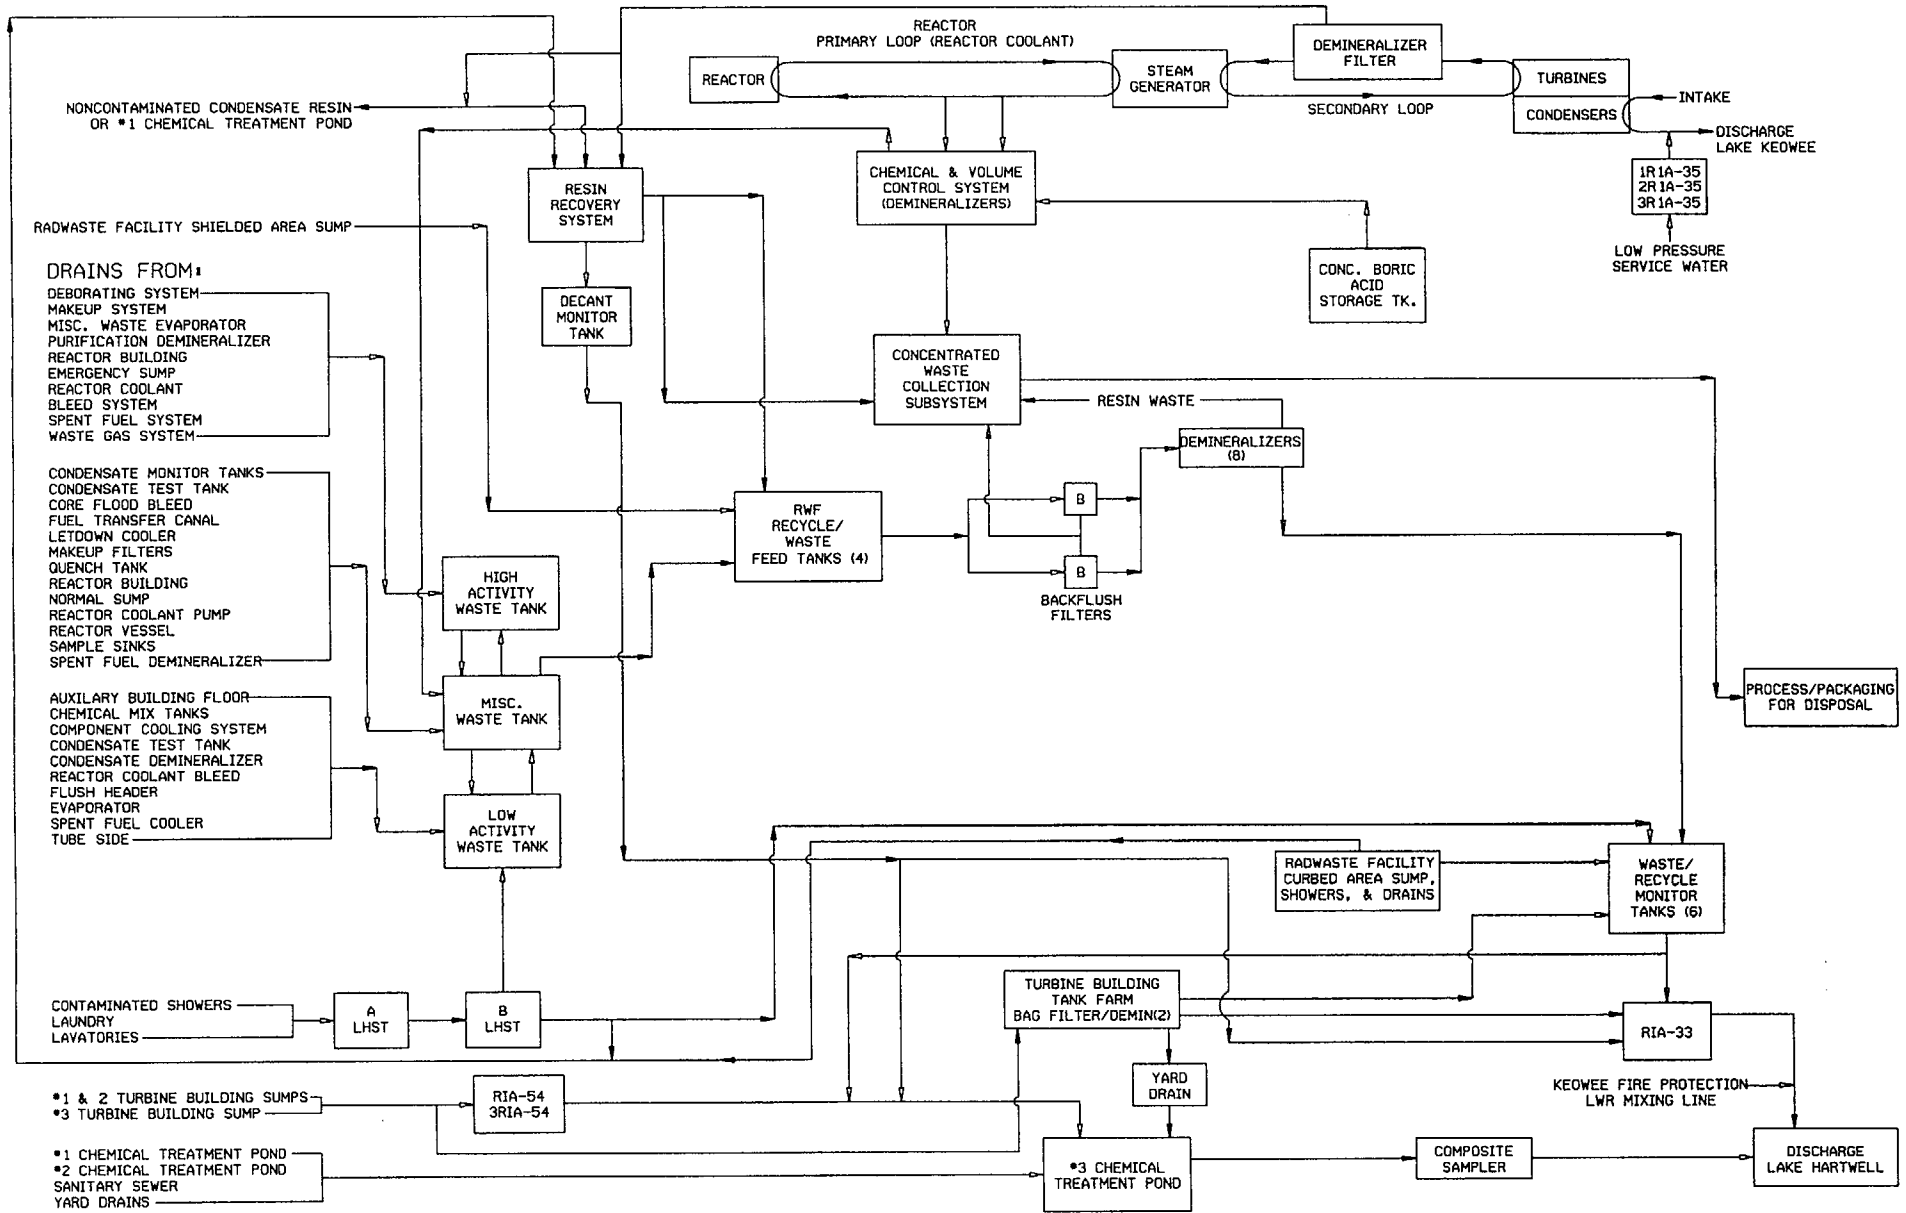 REACTOR
PRIMARY LOOP (REACTOR COOLANT)
REACTOR
STEAM
GENERATOR
DEMINERALIZER
FILTER
SECONDARY LOOP
TURBINES
CONDENSERS
INTAKE
DISCHARGE
LAKE KEOWEE
1R1A-35
2R1A-35
3R1A-35
LOW PRESSURE
SERVICE WATER
NONCONTAMINATED CONDENSATE RESIN
OR #1 CHEMICAL TREATMENT POND
RESIN
RECOVERY
SYSTEM
CHEMICAL & VOLUME
CONTROL SYSTEM
(DEMINERALIZERS)
CONC. BORIC
ACID
STORAGE TK.
RADWASTE FACILITY SHIELDED AREA SUMP
DECANT
MONITOR
TANK
DRAINS FROM:
DEBORATING SYSTEM
MAKEUP SYSTEM
MISC. WASTE EVAPORATOR
PURIFICATION DEMINERALIZER
REACTOR BUILDING
EMERGENCY SUMP
REACTOR COOLANT
BLEED SYSTEM
SPENT FUEL SYSTEM
WASTE GAS SYSTEM
CONCENTRATED
WASTE
COLLECTION
SUBSYSTEM
RESIN WASTE
DEMINERALIZERS
(8)
CONDENSATE MONITOR TANKS
CONDENSATE TEST TANK
CORE FLOOD BLEED
FUEL TRANSFER CANAL
LETDOWN COOLER
MAKEUP FILTERS
QUENCH TANK
REACTOR BUILDING
NORMAL SUMP
REACTOR COOLANT PUMP
REACTOR VESSEL
SAMPLE SINKS
SPENT FUEL DEMINERALIZER
RWF
RECYCLE/
WASTE
FEED TANKS (4)
B
B
BACKFLUSH
FILTERS
HIGH
ACTIVITY
WASTE TANK
MISC.
WASTE TANK
LOW
ACTIVITY
WASTE TANK
PROCESS/PACKAGING
FOR DISPOSAL
AUXILARY BUILDING FLOOR
CHEMICAL MIX TANKS
COMPONENT COOLING SYSTEM
CONDENSATE TEST TANK
CONDENSATE DEMINERALIZER
REACTOR COOLANT BLEED
FLUSH HEADER
EVAPORATOR
SPENT FUEL COOLER
TUBE SIDE
RADWASTE FACILITY
CURBED AREA SUMP,
SHOWERS, & DRAINS
WASTE/
RECYCLE
MONITOR
TANKS (6)
CONTAMINATED SHOWERS
LAUNDRY
LAVATORIES
A
LHST
B
LHST
TURBINE BUILDING
TANK FARM
BAG FILTER/DEMIN(2)
RIA-33
YARD
DRAIN
KEOWEE FIRE PROTECTION
LWR MIXING LINE
#1 & 2 TURBINE BUILDING SUMPS
#3 TURBINE BUILDING SUMP
RIA-54
3RIA-54
#1 CHEMICAL TREATMENT POND
#2 CHEMICAL TREATMENT POND
SANITARY SEWER
YARD DRAINS
#3 CHEMICAL
TREATMENT POND
COMPOSITE
SAMPLER
DISCHARGE
LAKE HARTWELL